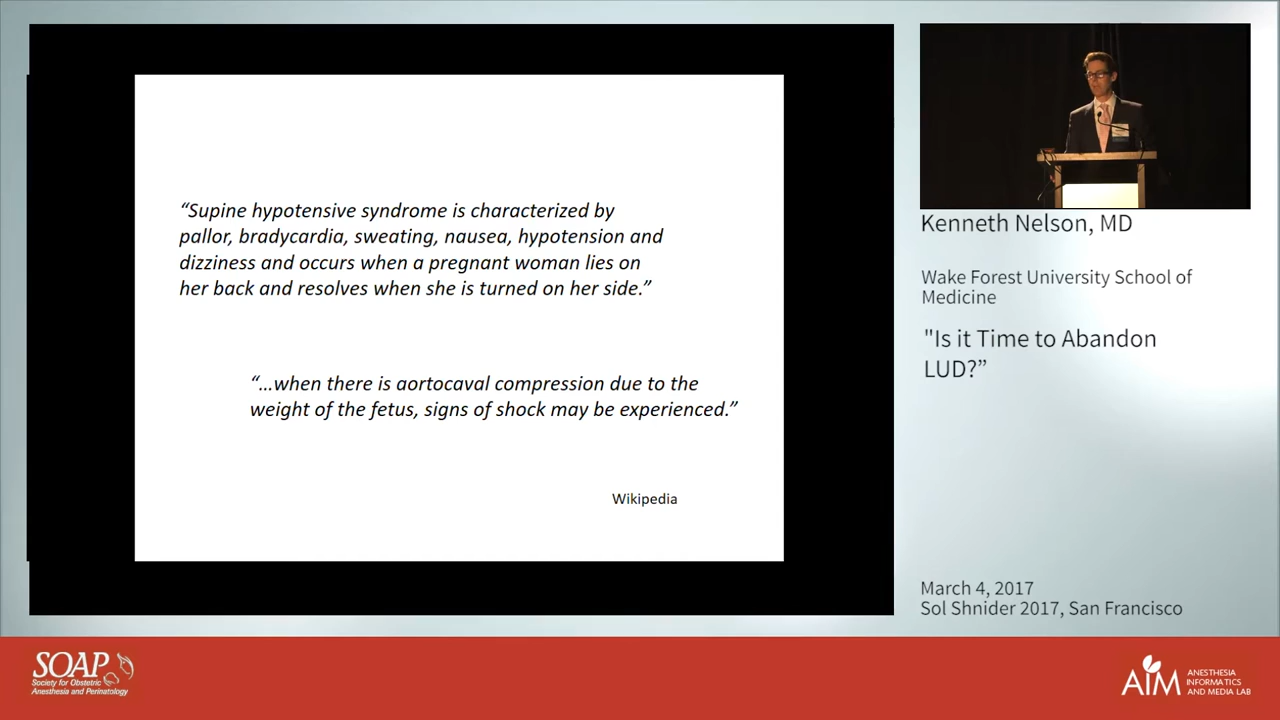 “Supine hypotensive syndrome is characterized by
pallor, bradycardia, sweating, nausea, hypotension and
dizziness and occurs when a pregnant woman lies on
her back and resolves when she is turned on her side.”
“…when there is aortocaval compression due to the
weight of the fetus, signs of shock may be experienced.”
Wikipedia
Kenneth Nelson, MD
Wake Forest University School of
Medicine
"Is it Time to Abandon
LUD?”
March 4, 2017
Sol Shnider 2017, San Francisco
SOAP
Society for Obstetric
Anesthesia and Perinatology
AIM
ANESTHESIA
INFORMATICS
AND MEDIA LAB